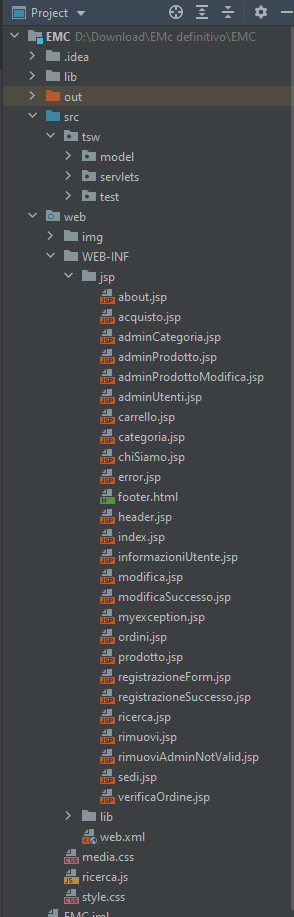 Project
EMC D:\Download\EMc definitivo\EMC
.idea
lib
out
src
tsw
model
servlets
test
web
img
WEB-INF
jsp
about.jsp
acquisto.jsp
adminCategoria.jsp
adminProdotto.jsp
adminProdottoModifica.jsp
adminUtenti.jsp
carrello.jsp
categoria.jsp
chiSiamo.jsp
error.jsp
footer.html
header.jsp
index.jsp
informazioniUtente.jsp
modifica.jsp
modificaSuccesso.jsp
myexception.jsp
ordini.jsp
prodotto.jsp
registrazioneForm.jsp
registrazioneSuccesso.jsp
ricerca.jsp
rimuovi.jsp
rimuoviAdminNotValid.jsp
sedi.jsp
verificaOrdine.jsp
lib
web.xml
media.css
ricerca.js
style.css
EMC.iml